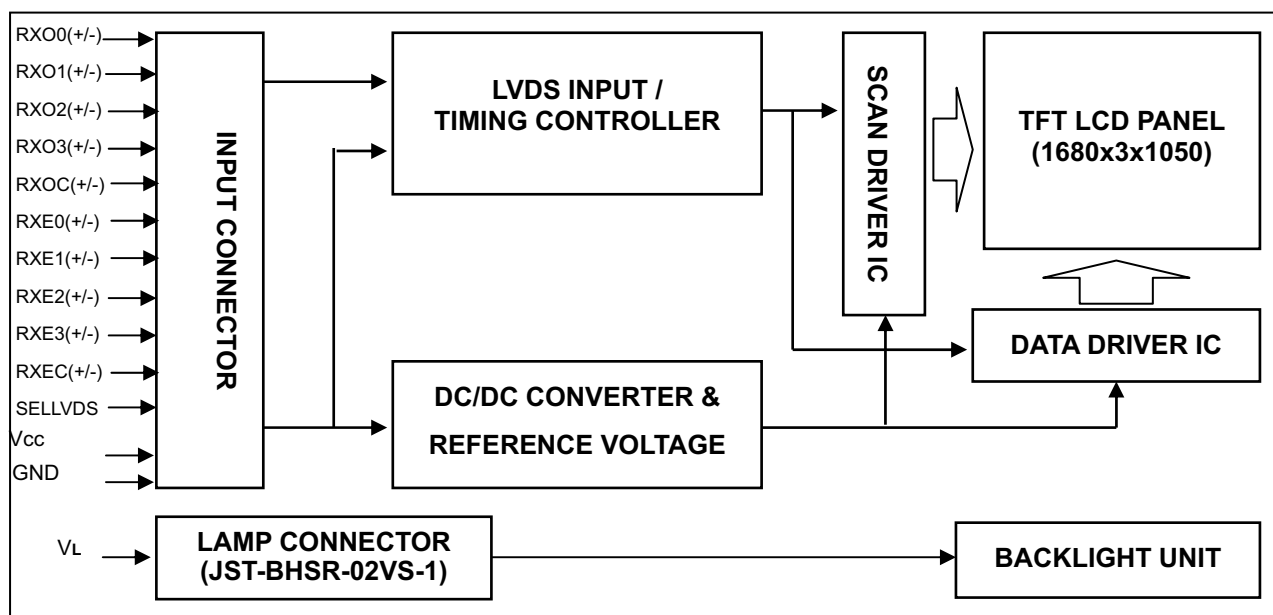 RXO0(+/-)
RXO1(+/-)
RXO2(+/-)
RXO3(+/-)
RXOC(+/-)
RXE0(+/-)
RXE1(+/-)
RXE2(+/-)
RXE3(+/-)
RXEC(+/-)
SELLVDS
Vcc
GND
INPUT CONNECTOR
LVDS INPUT /
TIMING CONTROLLER
SCAN DRIVER IC
TFT LCD PANEL
(1680x3x1050)
DATA DRIVER IC
DC/DC CONVERTER &
REFERENCE VOLTAGE
VL
LAMP CONNECTOR
(JST-BHSR-02VS-1)
BACKLIGHT UNIT